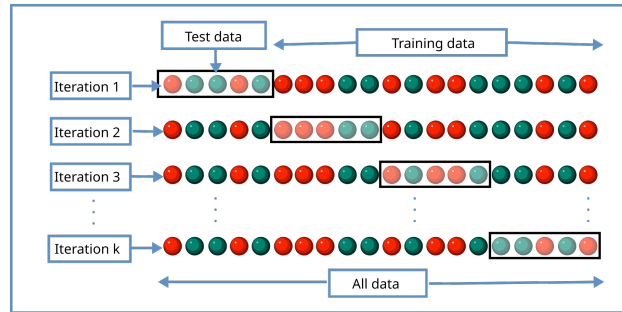 Test data
Training data
Iteration 1
Iteration 2
Iteration 3
Iteration k
All data